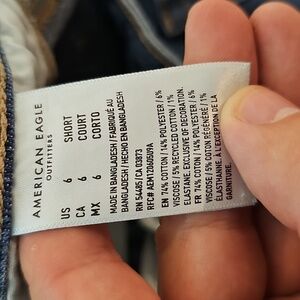 AMERICAN EAGLE
OUTFITTERS
US 6 SHORT
CA 6 COURT
MX 6 CORTO
MADE IN BANGLADESH / FABRIQUÉ AU
BANGLADESH / HECHO EN BANGLADESH
RN 54485 / CA 03873
EN 74% COTTON / 14% POLYESTER / 6%
VISCOSE / 5% RECYCLED COTTON / 1%
ELASTANE, EXCLUSIVE OF DECORATION.
FR 74% COTON / 14% POLYESTER / 6%
VISCOSE / 5% COTON RÉGÉNÉRÉ / 1%
ÉLASTHANNE, À L'EXCEPTION DE LA
GARNITURE.